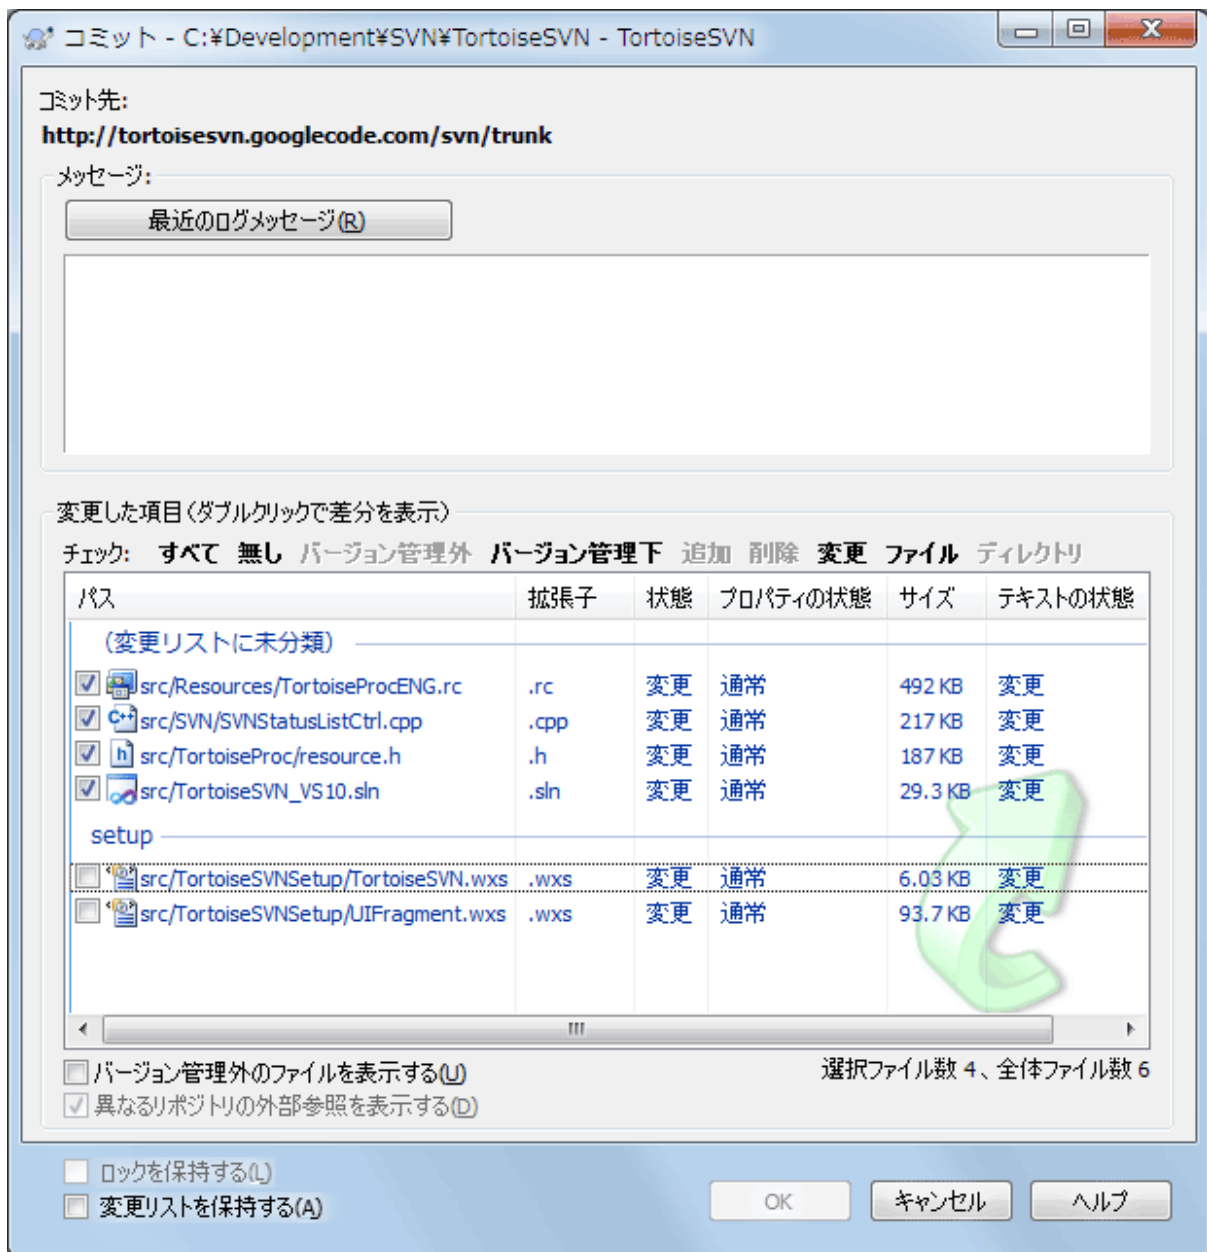 コミット - C:¥Development¥SVN¥TortoiseSVN - TortoiseSVN
コミット先:
http://tortoisesvn.googlecode.com/svn/trunk
メッセージ:
最近のログメッセージ(R)
変更した項目(ダブルクリックで差分を表示)
チェック: すべて 無し バージョン管理外 バージョン管理下 追加 削除 変更 ファイル ディレクトリ
パス 拡張子 状態 プロパティの状態 サイズ テキストの状態
(変更リストに未分類)
src/Resources/TortoiseProcENG.rc .rc 変更 通常 492 KB 変更
src/SVN/SVNStatusListCtrl.cpp .cpp 変更 通常 217 KB 変更
src/TortoiseProc/resource.h .h 変更 通常 187 KB 変更
src/TortoiseSVN_VS10.sln .sln 変更 通常 29.3 KB 変更
setup
src/TortoiseSVNSetup/TortoiseSVN.wxs .wxs 変更 通常 6.03 KB 変更
src/TortoiseSVNSetup/UIFragment.wxs .wxs 変更 通常 93.7 KB 変更
バージョン管理外のファイルを表示する(U) 選択ファイル数 4、全体ファイル数 6
異なるリポジトリの外部参照を表示する(D)
ロックを保持する(L)
変更リストを保持する(A)
OK キャンセル ヘルプ